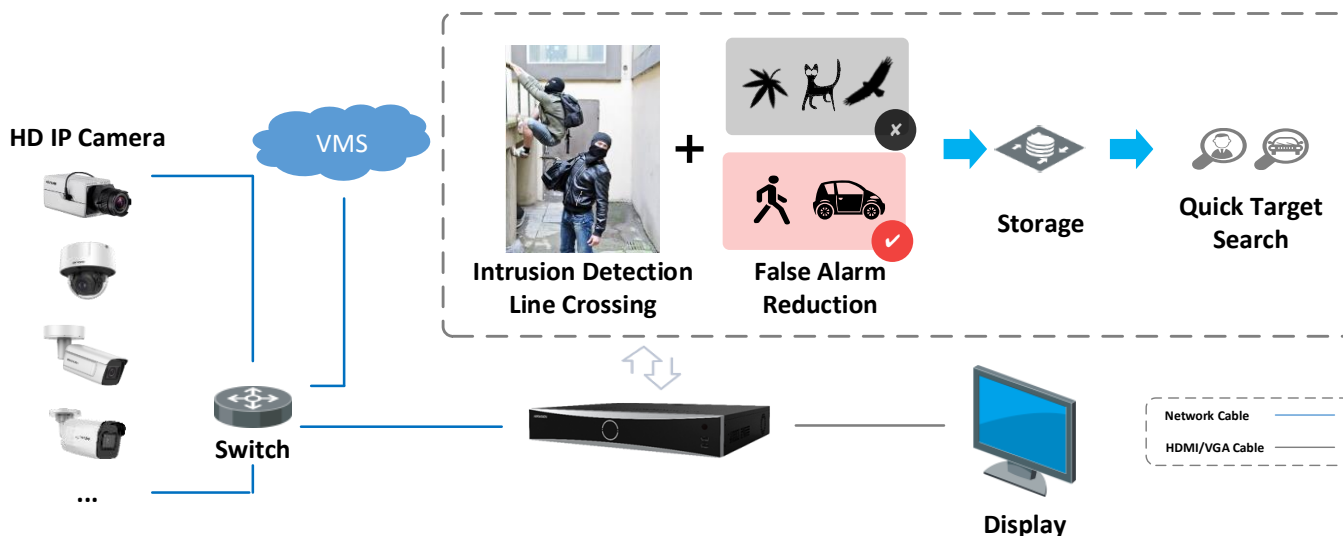 HD IP Camera
VMS
Intrusion Detection
Line Crossing
+
False Alarm
Reduction
Storage
Quick Target
Search
Switch
...
Display
Network Cable
HDMI/VGA Cable